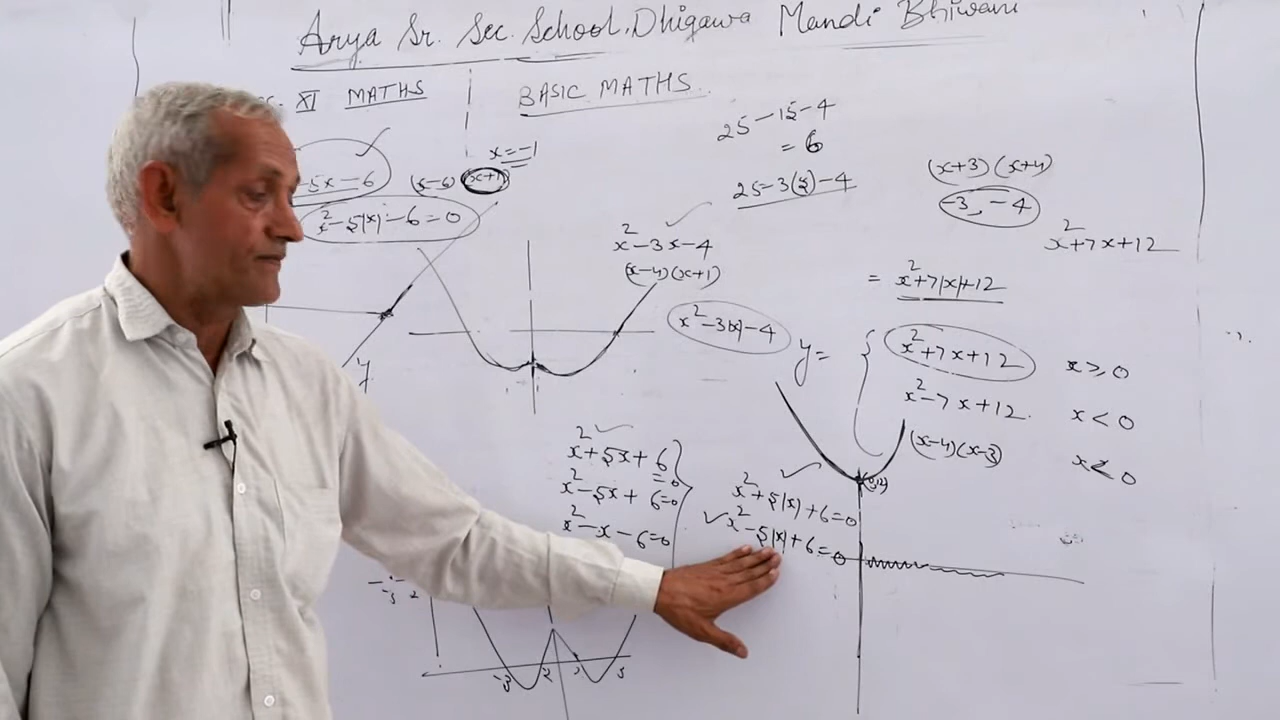 Arya Sr. Sec. School, Dhigawa Mandi Bhiwani
XI MATHS
BASIC MATHS
25-15-4
= 6
25-3(5)-4
x=-1
-5x-6
(x-6) (x+1)
x²-5|x|-6=0
(x+3)(x+4)
-3, -4
x²+7x+12
x²-3x-4
(x-4)(x+1)
x²-3|x|-4
= x²+7|x|+12
y= { x²+7x+12 x≥0
x²-7x+12 x<0
(x-4)(x-3) x<0
y
(0,12)
x²+5x+6=0
x²-5x+6=0
x²-x-6=0
x²+5|x|+6=0
x²-5|x|+6=0
-3 2